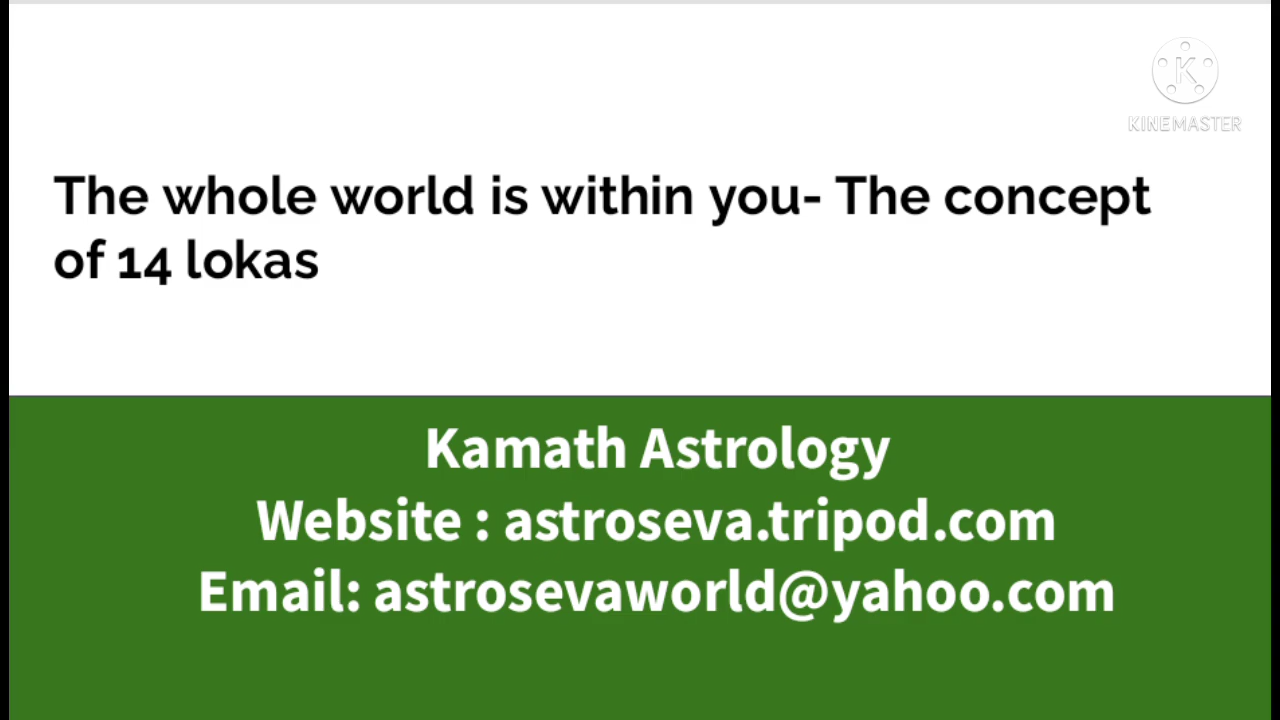 KINEMASTER
The whole world is within you- The concept
of 14 lokas
Kamath Astrology
Website : astroseva.tripod.com
Email: astrosevaworld@yahoo.com